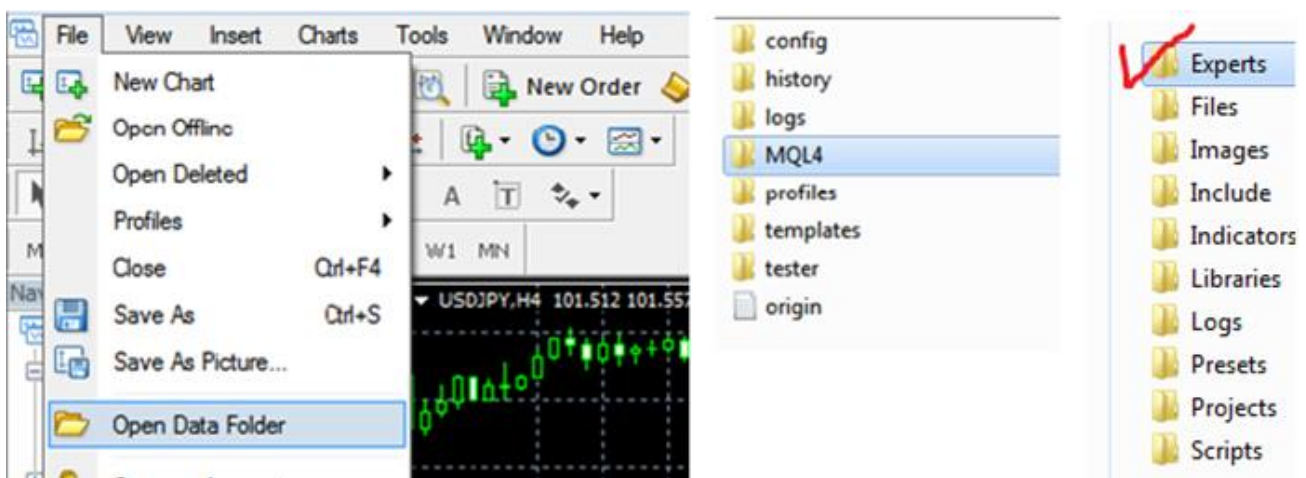 File View Insert Charts Tools Window Help
New Chart
New Order
Open Offline
Open Deleted
A T
Profiles
W1 MN
Close Ctrl+F4
USDJPY,H4 101.512 101.557
Save As Ctrl+S
Save As Picture...
Open Data Folder
config
history
logs
MQL4
profiles
templates
tester
origin
Experts
Files
Images
Include
Indicators
Libraries
Logs
Presets
Projects
Scripts